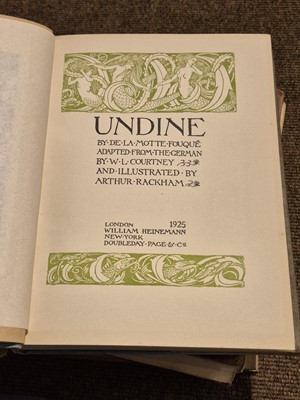 UNDINE
BY·DE·LA·MOTTE·FOUQUÉ
ADAPTED·FROM·THE·GERMAN
BY·W·L·COURTNEY
AND·ILLUSTRATED·BY
ARTHUR·RACKHAM
LONDON 1925
WILLIAM HEINEMANN
NEW·YORK
DOUBLEDAY·PAGE·&·Co.